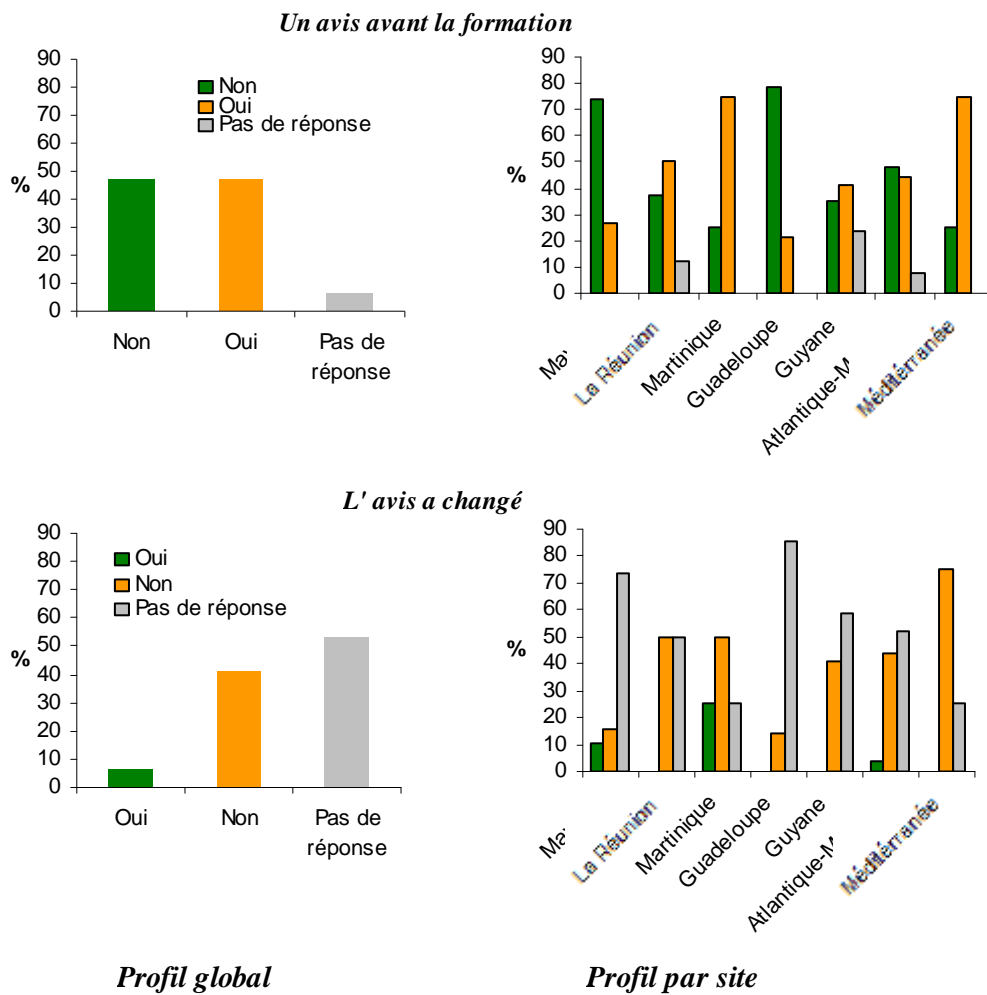 Un avis avant la formation
90
80
70
60
50
40
30
20
10
0
%
Non
Oui
Pas de réponse
Non
Oui
Pas de
réponse
90
80
70
60
50
40
30
20
10
0
%
La Réunion
Martinique
Guadeloupe
Guyane
Méditérranée
L' avis a changé
90
80
70
60
50
40
30
20
10
0
%
Oui
Non
Pas de réponse
Oui
Non
Pas de
réponse
90
80
70
60
50
40
30
20
10
0
%
La Réunion
Martinique
Guadeloupe
Guyane
Méditérranée
Profil global
Profil par site